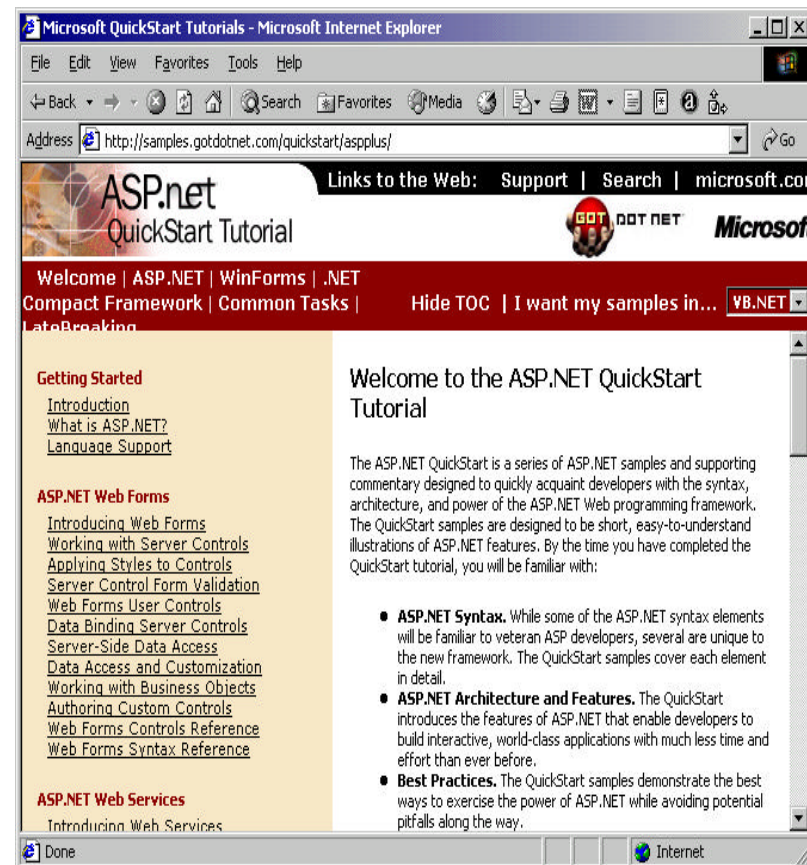 Microsoft QuickStart Tutorials - Microsoft Internet Explorer
File Edit View Favorites Tools Help
Back Search Favorites Media
Address http://samples.gotdotnet.com/quickstart/aspplus/ Go
ASP.net
QuickStart Tutorial
Links to the Web: Support | Search | microsoft.com
GOT DOT NET Microsoft
Welcome | ASP.NET | WinForms | .NET
Compact Framework | Common Tasks |
LateBreaking
Hide TOC | I want my samples in... VB.NET
Getting Started
Introduction
What is ASP.NET?
Language Support
ASP.NET Web Forms
Introducing Web Forms
Working with Server Controls
Applying Styles to Controls
Server Control Form Validation
Web Forms User Controls
Data Binding Server Controls
Server-Side Data Access
Data Access and Customization
Working with Business Objects
Authoring Custom Controls
Web Forms Controls Reference
Web Forms Syntax Reference
ASP.NET Web Services
Introducing Web Services
Welcome to the ASP.NET QuickStart
Tutorial
The ASP.NET QuickStart is a series of ASP.NET samples and supporting
commentary designed to quickly acquaint developers with the syntax,
architecture, and power of the ASP.NET Web programming framework.
The QuickStart samples are designed to be short, easy-to-understand
illustrations of ASP.NET features. By the time you have completed the
QuickStart tutorial, you will be familiar with:
● ASP.NET Syntax. While some of the ASP.NET syntax elements
will be familiar to veteran ASP developers, several are unique to
the new framework. The QuickStart samples cover each element
in detail.
● ASP.NET Architecture and Features. The QuickStart
introduces the features of ASP.NET that enable developers to
build interactive, world-class applications with much less time and
effort than ever before.
● Best Practices. The QuickStart samples demonstrate the best
ways to exercise the power of ASP.NET while avoiding potential
pitfalls along the way.
Done Internet